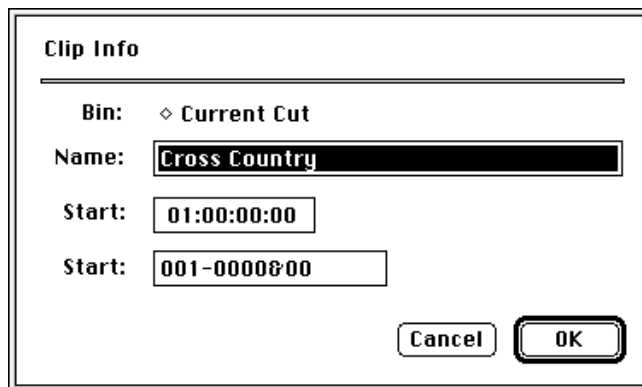 Clip Info
Bin: ◇ Current Cut
Name: Cross Country
Start: 01:00:00:00
Start: 001-0000&00
Cancel OK